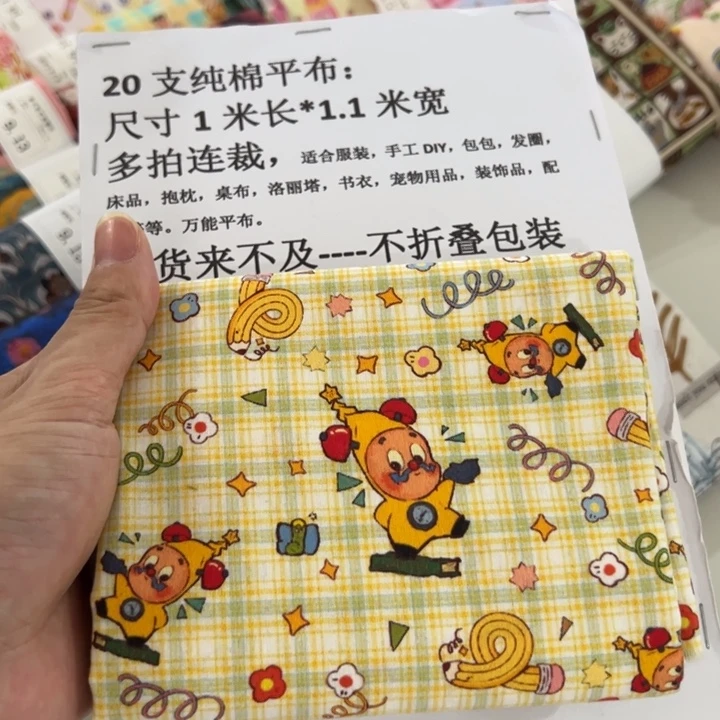 20 支纯棉平布：
尺寸 1 米长*1.1 米宽
多拍连裁，适合服装，手工 DIY，包包，发圈，
床品，抱枕，桌布，洛丽塔，书衣，宠物用品，装饰品，配
等。万能平布。
货来不及----不折叠包装